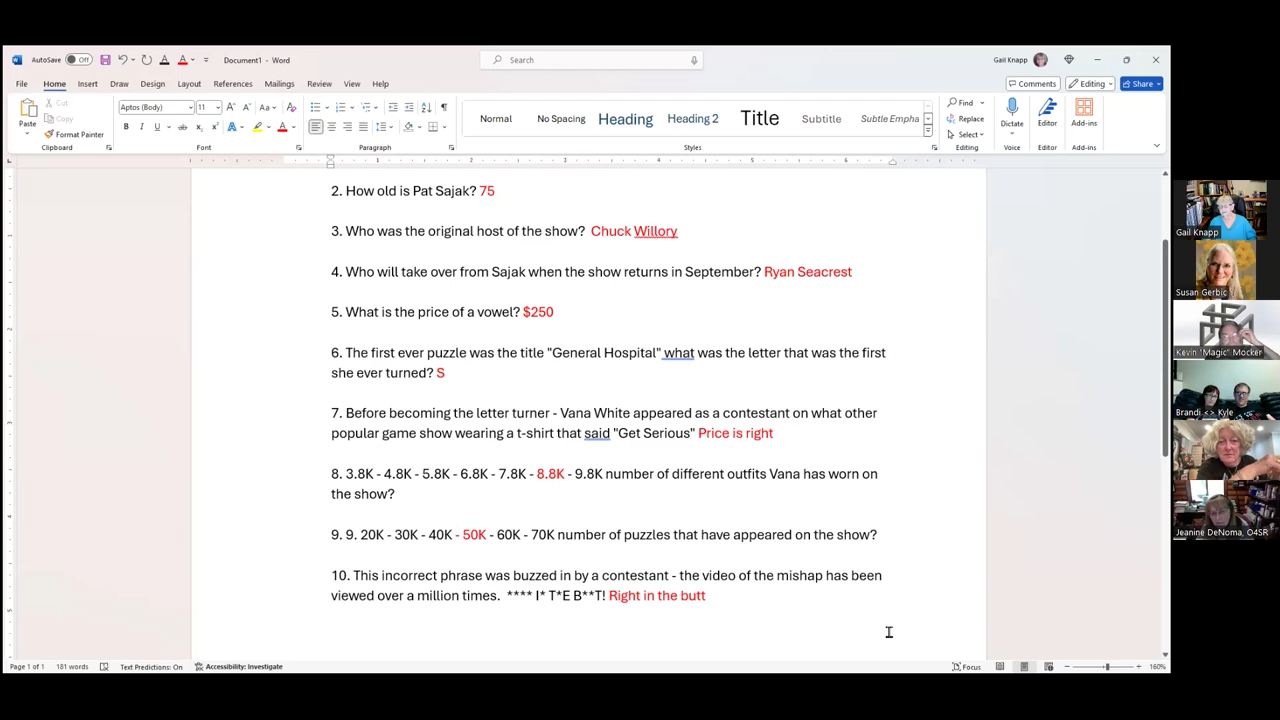 AutoSave Off Document1 - Word Search Gail Knapp
File Home Insert Draw Design Layout References Mailings Review View Help Comments Editing Share
Paste Cut Copy Format Painter
Aptos (Body) 11
Normal No Spacing Heading Heading 2 Title Subtitle Subtle Empha
Find Replace Select Dictate Editor Add-ins
Clipboard Font Paragraph Styles Editing Voice Editor Add-ins
2. How old is Pat Sajak? 75
3. Who was the original host of the show? Chuck Willory
4. Who will take over from Sajak when the show returns in September? Ryan Seacrest
5. What is the price of a vowel? $250
6. The first ever puzzle was the title "General Hospital" what was the letter that was the first
she ever turned? S
7. Before becoming the letter turner - Vana White appeared as a contestant on what other
popular game show wearing a t-shirt that said "Get Serious" Price is right
8. 3.8K - 4.8K - 5.8K - 6.8K - 7.8K - 8.8K - 9.8K number of different outfits Vana has worn on
the show?
9. 9. 20K - 30K - 40K - 50K - 60K - 70K number of puzzles that have appeared on the show?
10. This incorrect phrase was buzzed in by a contestant - the video of the mishap has been
viewed over a million times. **** I* T*E B**T! Right in the butt
Page 1 of 1 181 words Text Predictions: On Accessibility: Investigate Focus 160%
Gail Knapp
Susan Gerbic
Kevin "Magic" Mocker
Brandi <> Kyle
Jeanine DeNoma, O4SR